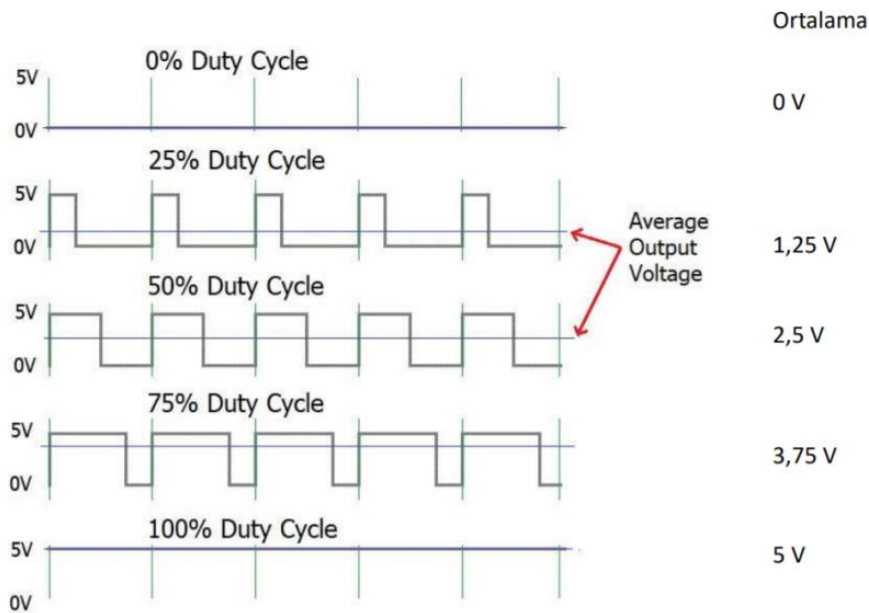 Ortalama
0% Duty Cycle
5V
0V
0 V
25% Duty Cycle
5V
0V
Average
Output
Voltage
1,25 V
50% Duty Cycle
5V
0V
2,5 V
75% Duty Cycle
5V
0V
3,75 V
100% Duty Cycle
5V
0V
5 V